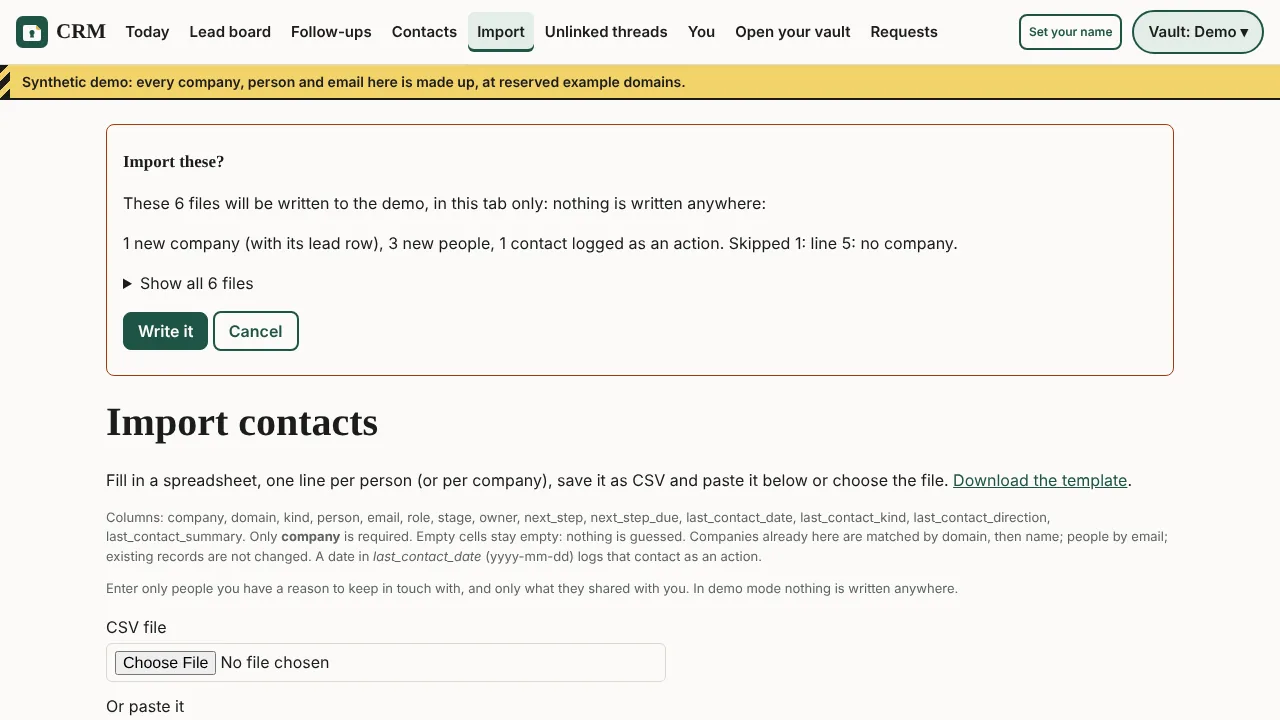 CRM
Today
Lead board
Follow-ups
Contacts
Import
Unlinked threads
You
Open your vault
Requests
Set your name
Vault: Demo ▾
Synthetic demo: every company, person and email here is made up, at reserved example domains.
Import these?
These 6 files will be written to the demo, in this tab only: nothing is written anywhere:
1 new company (with its lead row), 3 new people, 1 contact logged as an action. Skipped 1: line 5: no company.
▶ Show all 6 files
Write it
Cancel
Import contacts
Fill in a spreadsheet, one line per person (or per company), save it as CSV and paste it below or choose the file. Download the template.
Columns: company, domain, kind, person, email, role, stage, owner, next_step, next_step_due, last_contact_date, last_contact_kind, last_contact_direction,
last_contact_summary. Only company is required. Empty cells stay empty: nothing is guessed. Companies already here are matched by domain, then name; people by email;
existing records are not changed. A date in last_contact_date (yyyy-mm-dd) logs that contact as an action.
Enter only people you have a reason to keep in touch with, and only what they shared with you. In demo mode nothing is written anywhere.
CSV file
Choose File No file chosen
Or paste it